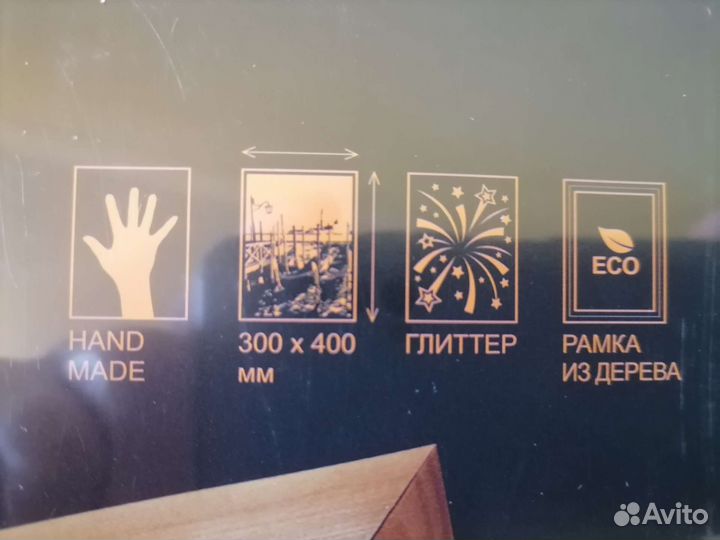 HAND
MADE
300 x 400
мм
ГЛИТТЕР
ECO
РАМКА
ИЗ ДЕРЕВА
Avito